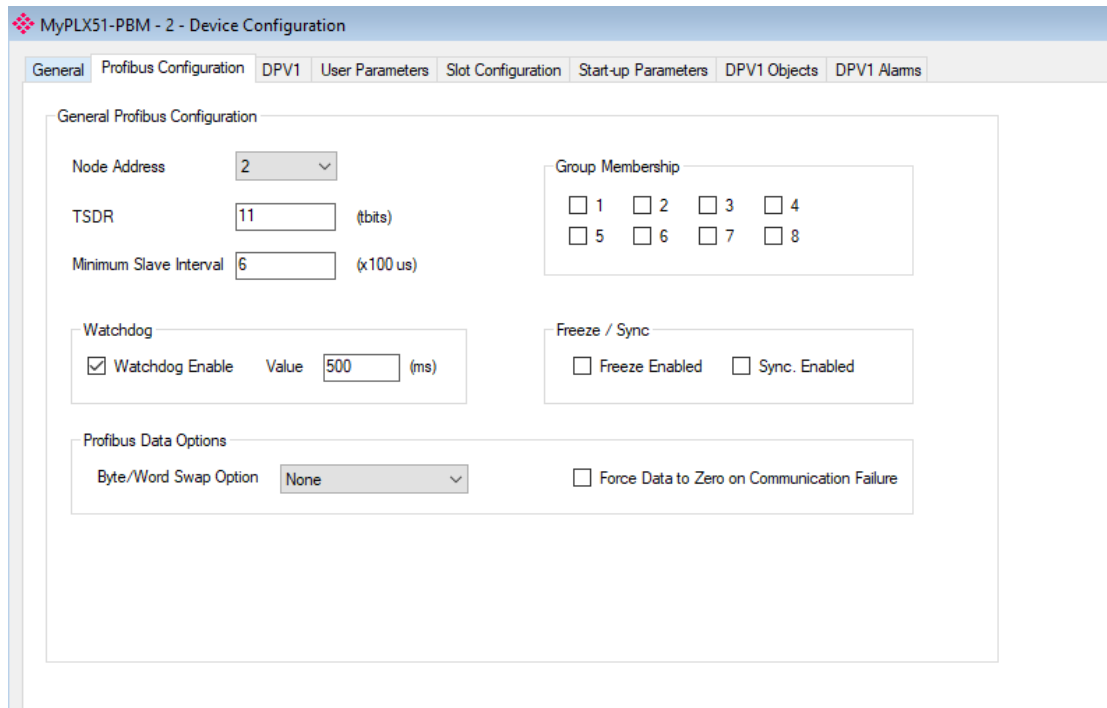 MyPLX51-PBM - 2 - Device Configuration
General Profibus Configuration DPV1 User Parameters Slot Configuration Start-up Parameters DPV1 Objects DPV1 Alarms
General Profibus Configuration
Node Address 2
TSDR 11 (tbits)
Minimum Slave Interval 6 (x100 us)
Group Membership
1 2 3 4
5 6 7 8
Watchdog
Watchdog Enable Value 500 (ms)
Freeze / Sync
Freeze Enabled Sync. Enabled
Profibus Data Options
Byte/Word Swap Option None Force Data to Zero on Communication Failure